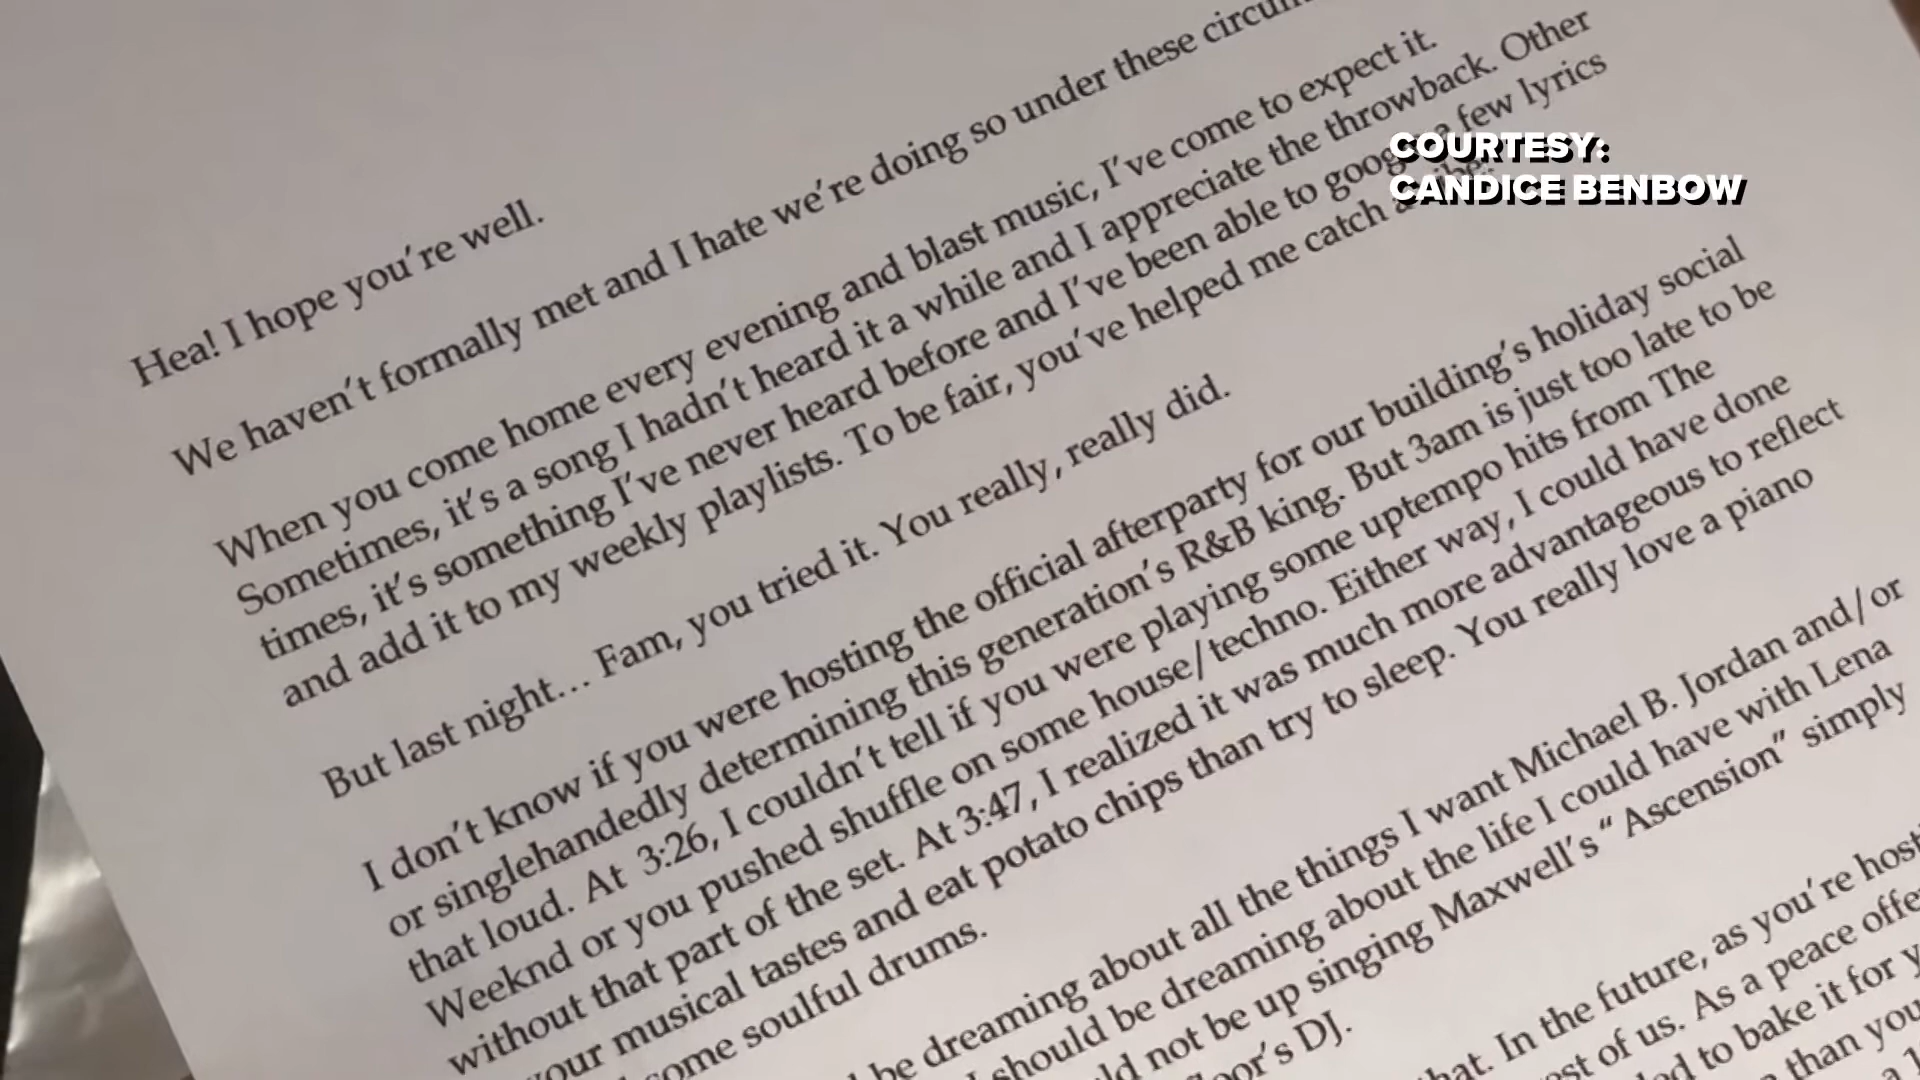 Hea! I hope you're well.
We haven't formally met and I hate we're doing so under these
When you come home every evening and blast music, I've come to expect it.
Sometimes, it's a song I hadn't heard it a while and I appreciate the throwback. Other
times, it's something I've never heard before and I've been able to few lyrics
and add it to my weekly playlists. To be fair, you've helped me catch a
COURTESY:
CANDICE BENBOW
But last night... Fam, you tried it. You really, really did.
I don't know if you were hosting the official afterparty for our building's holiday social
or singlehandedly determining this generation's R&B king. But 3am is just too late to be
that loud. At 3:26, I couldn't tell if you were playing some uptempo hits from The
Weeknd or you pushed shuffle on some house/techno. Either way, I could have done
without that part of the set. At 3:47, I realized it was much more advantageous to reflect
your musical tastes and eat potato chips than try to sleep. You really love a piano
some soulful drums.
be dreaming about all the things I want Michael B. Jordan and/or
should be dreaming about the life I could have with Lena
not be up singing Maxwell's "Ascension" simply
DJ.
In the future, as you're
of us. As a peace
to bake it for
than you